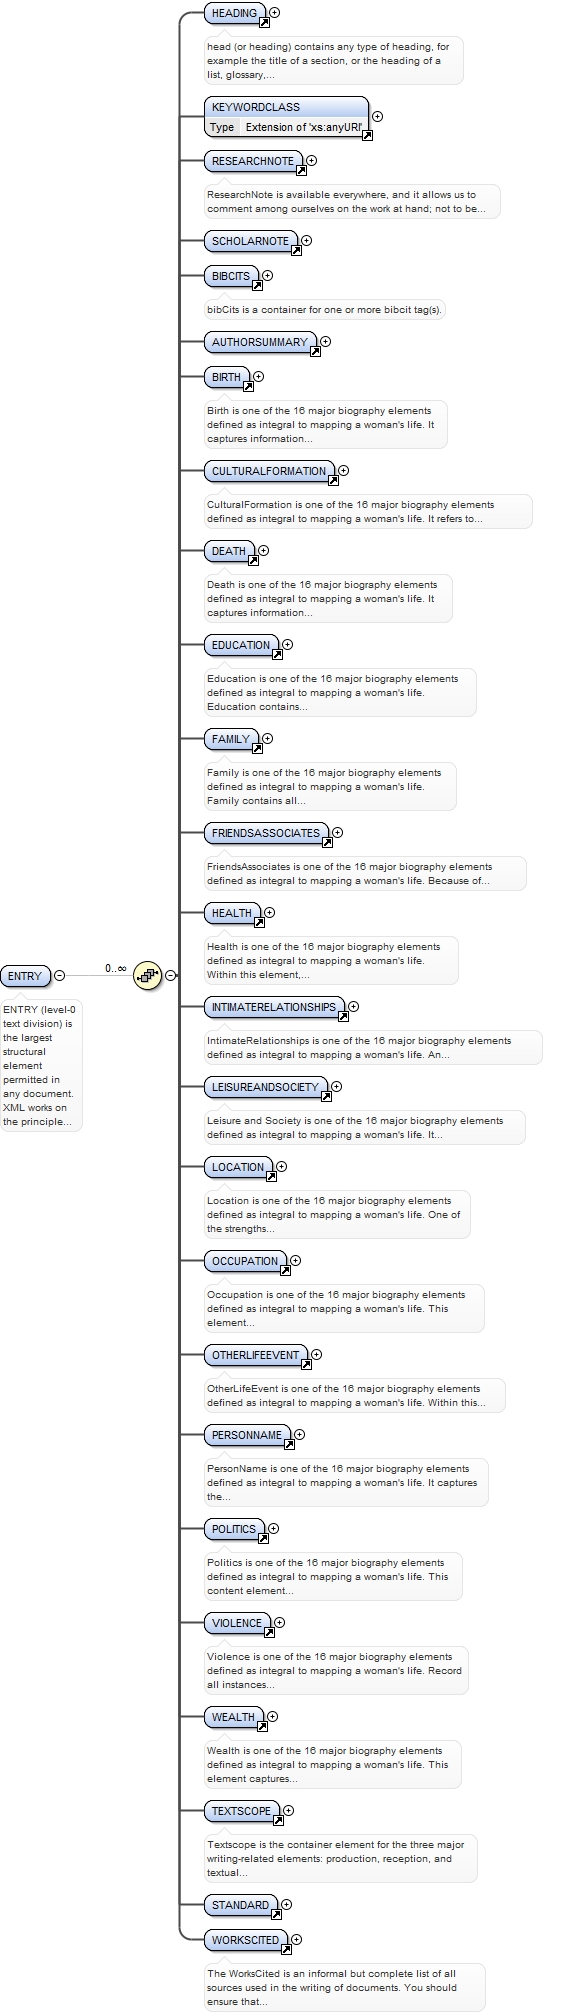 HEADING
head (or heading) contains any type of heading, for
example the title of a section, or the heading of a
list, glossary,...
KEYWORDCLASS
Type Extension of 'xs:anyURI'
RESEARCHNOTE
ResearchNote is available everywhere, and it allows us to
comment among ourselves on the work at hand; not to be...
SCHOLARNOTE
BIBCITS
bibCits is a container for one or more bibcit tag(s).
AUTHORSUMMARY
BIRTH
Birth is one of the 16 major biography elements
defined as integral to mapping a woman's life. It
captures information...
CULTURALFORMATION
CulturalFormation is one of the 16 major biography elements
defined as integral to mapping a woman's life. It refers to...
DEATH
Death is one of the 16 major biography elements
defined as integral to mapping a woman's life. It
captures information...
EDUCATION
Education is one of the 16 major biography elements
defined as integral to mapping a woman's life.
Education contains...
FAMILY
Family is one of the 16 major biography elements
defined as integral to mapping a woman's life.
Family contains all...
FRIENDSASSOCIATES
FriendsAssociates is one of the 16 major biography elements
defined as integral to mapping a woman's life. Because of...
HEALTH
Health is one of the 16 major biography elements
defined as integral to mapping a woman's life.
Within this element,...
ENTRY
0..∞
ENTRY (level-0
text division) is
the largest
structural
element
permitted in
any document.
XML works on
the principle...
INTIMATERELATIONSHIPS
IntimateRelationships is one of the 16 major biography elements
defined as integral to mapping a woman's life. An...
LEISUREANDSOCIETY
Leisure and Society is one of the 16 major biography elements
defined as integral to mapping a woman's life. It...
LOCATION
Location is one of the 16 major biography elements
defined as integral to mapping a woman's life. One of
the strengths...
OCCUPATION
Occupation is one of the 16 major biography elements
defined as integral to mapping a woman's life. This
element...
OTHERLIFEEVENT
OtherLifeEvent is one of the 16 major biography elements
defined as integral to mapping a woman's life. Within this...
PERSONNAME
PersonName is one of the 16 major biography elements
defined as integral to mapping a woman's life. It captures
the...
POLITICS
Politics is one of the 16 major biography elements
defined as integral to mapping a woman's life. This
content element...
VIOLENCE
Violence is one of the 16 major biography elements
defined as integral to mapping a woman's life. Record
all instances...
WEALTH
Wealth is one of the 16 major biography elements
defined as integral to mapping a woman's life. This
element captures...
TEXTSCOPE
Textscope is the container element for the three major
writing-related elements: production, reception, and
textual...
STANDARD
WORKSCITED
The WorksCited is an informal but complete list of all
sources used in the writing of documents. You should
ensure that...